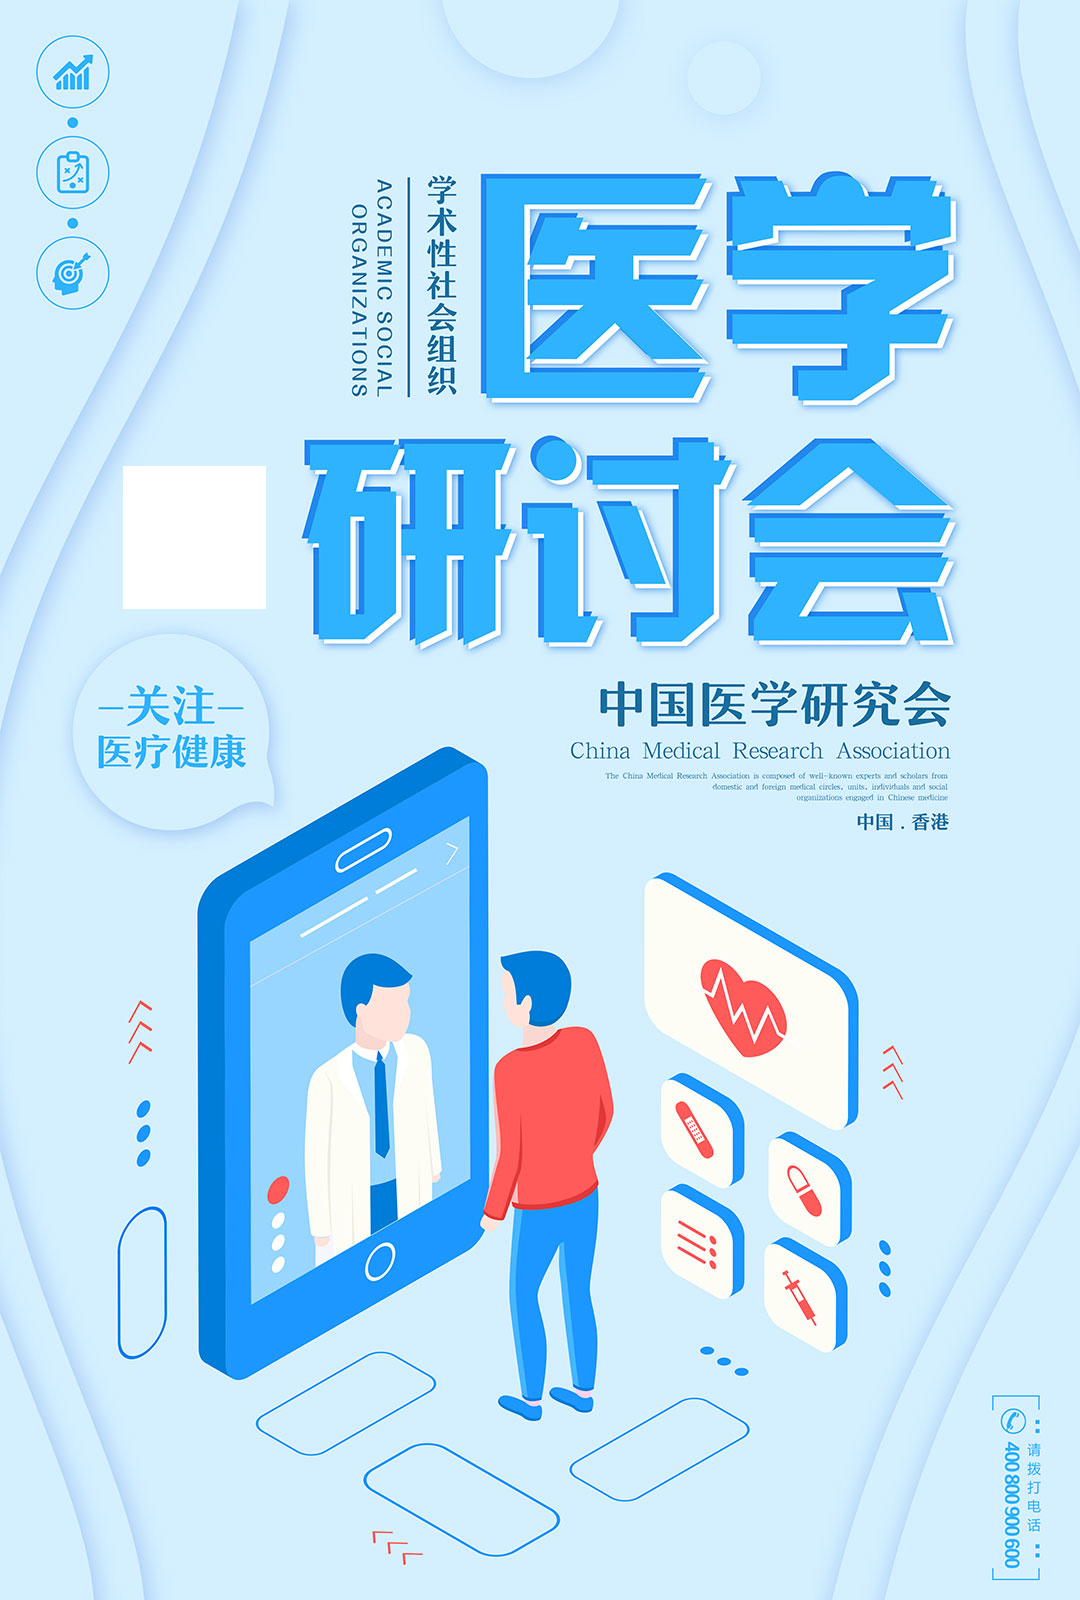 医学
研讨会
学术性社会组织
ACADEMIC SOCIAL
ORGANIZATIONS
关注
医疗健康
中国医学研究会
China Medical Research Association
The China Medical Research Association is composed of well-known experts and scholars from
domestic and foreign medical circles, units, individuals and social
organizations engaged in Chinese medicine
中国 . 香港
请拨打电话
400 800 900 600